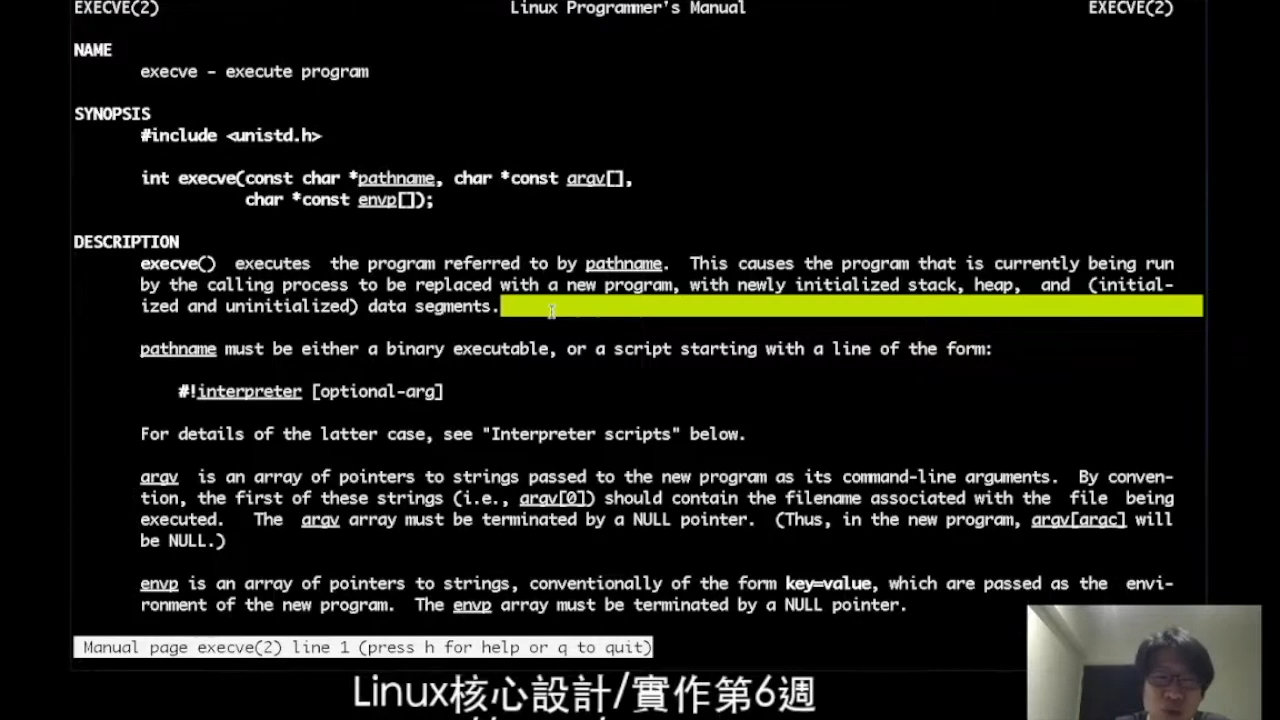 EXECVE(2) Linux Programmer's Manual EXECVE(2)
NAME
execve - execute program
SYNOPSIS
#include <unistd.h>
int execve(const char *pathname, char *const argv[],
char *const envp[]);
DESCRIPTION
execve() executes the program referred to by pathname. This causes the program that is currently being run
by the calling process to be replaced with a new program, with newly initialized stack, heap, and (initial-
ized and uninitialized) data segments.
pathname must be either a binary executable, or a script starting with a line of the form:
#!interpreter [optional-arg]
For details of the latter case, see "Interpreter scripts" below.
argv is an array of pointers to strings passed to the new program as its command-line arguments. By conven-
tion, the first of these strings (i.e., argv[0]) should contain the filename associated with the file being
executed. The argv array must be terminated by a NULL pointer. (Thus, in the new program, argv[argc] will
be NULL.)
envp is an array of pointers to strings, conventionally of the form key=value, which are passed as the envi-
ronment of the new program. The envp array must be terminated by a NULL pointer.
Manual page execve(2) line 1 (press h for help or q to quit)
Linux核心設計/實作第6週